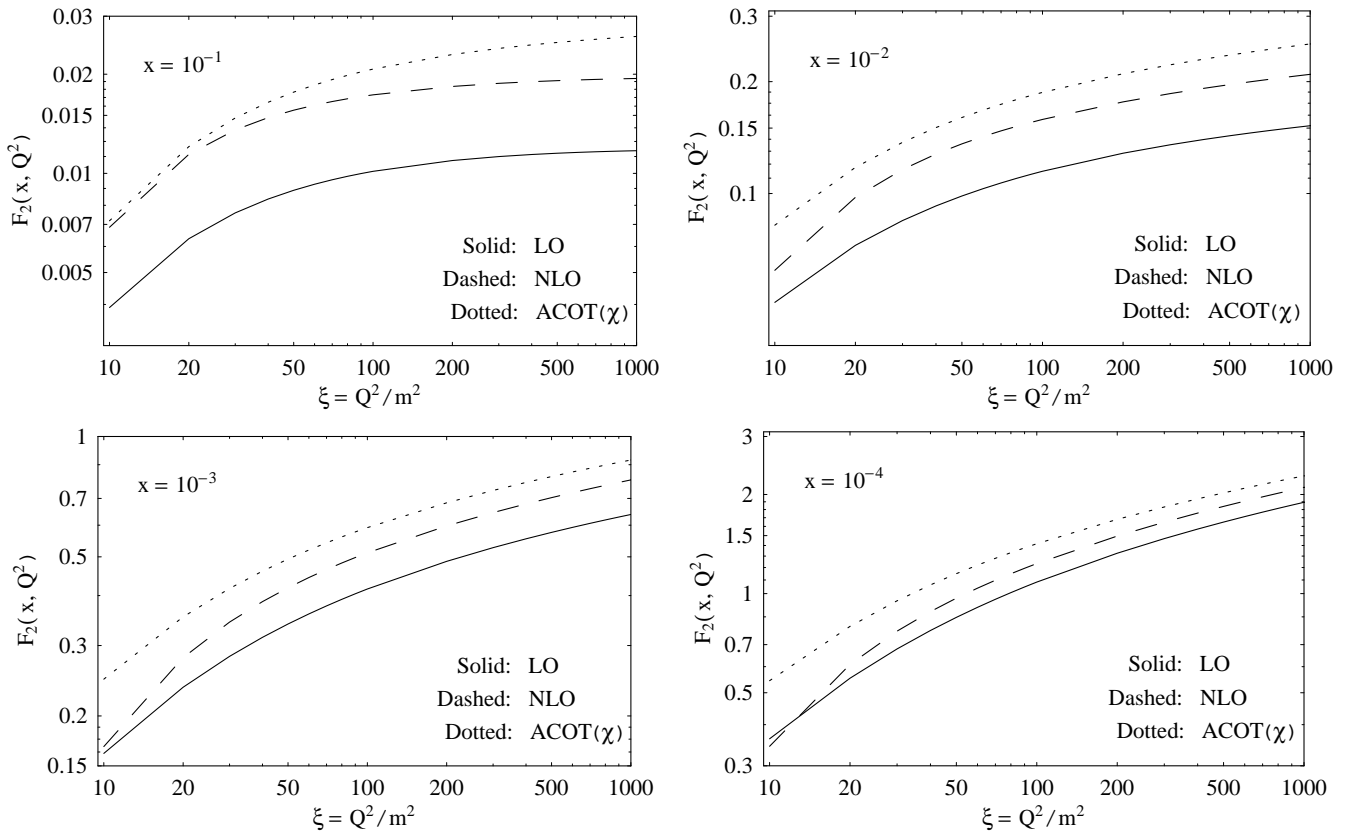 0.03
0.02
0.015
0.01
0.007
0.005
F₂(x, Q²)
x = 10⁻¹
Solid: LO
Dashed: NLO
Dotted: ACOT(χ)
10 20 50 100 200 500 1000
ξ = Q²/m²
0.3
0.2
0.15
0.1
F₂(x, Q²)
x = 10⁻²
Solid: LO
Dashed: NLO
Dotted: ACOT(χ)
10 20 50 100 200 500 1000
ξ = Q²/m²
1
0.7
0.5
0.3
0.2
0.15
F₂(x, Q²)
x = 10⁻³
Solid: LO
Dashed: NLO
Dotted: ACOT(χ)
10 20 50 100 200 500 1000
ξ = Q²/m²
3
2
1.5
1
0.7
0.5
0.3
F₂(x, Q²)
x = 10⁻⁴
Solid: LO
Dashed: NLO
Dotted: ACOT(χ)
10 20 50 100 200 500 1000
ξ = Q²/m²